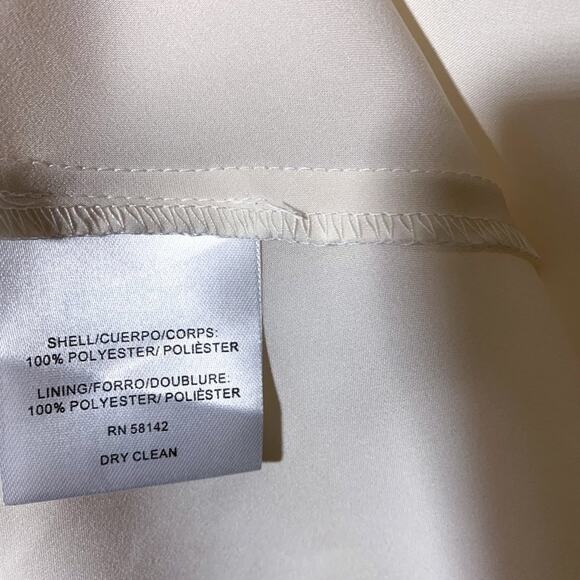 SHELL/CUERPO/CORPS:
100% POLYESTER/ POLIÈSTER
LINING/FORRO/DOUBLURE:
100% POLYESTER/ POLIÈSTER
RN 58142
DRY CLEAN